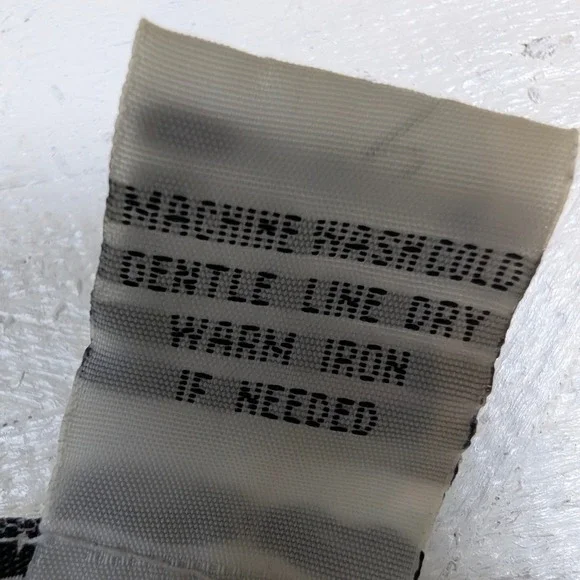 MACHINE WASH COLD
GENTLE LINE DRY
WARM IRON
IF NEEDED